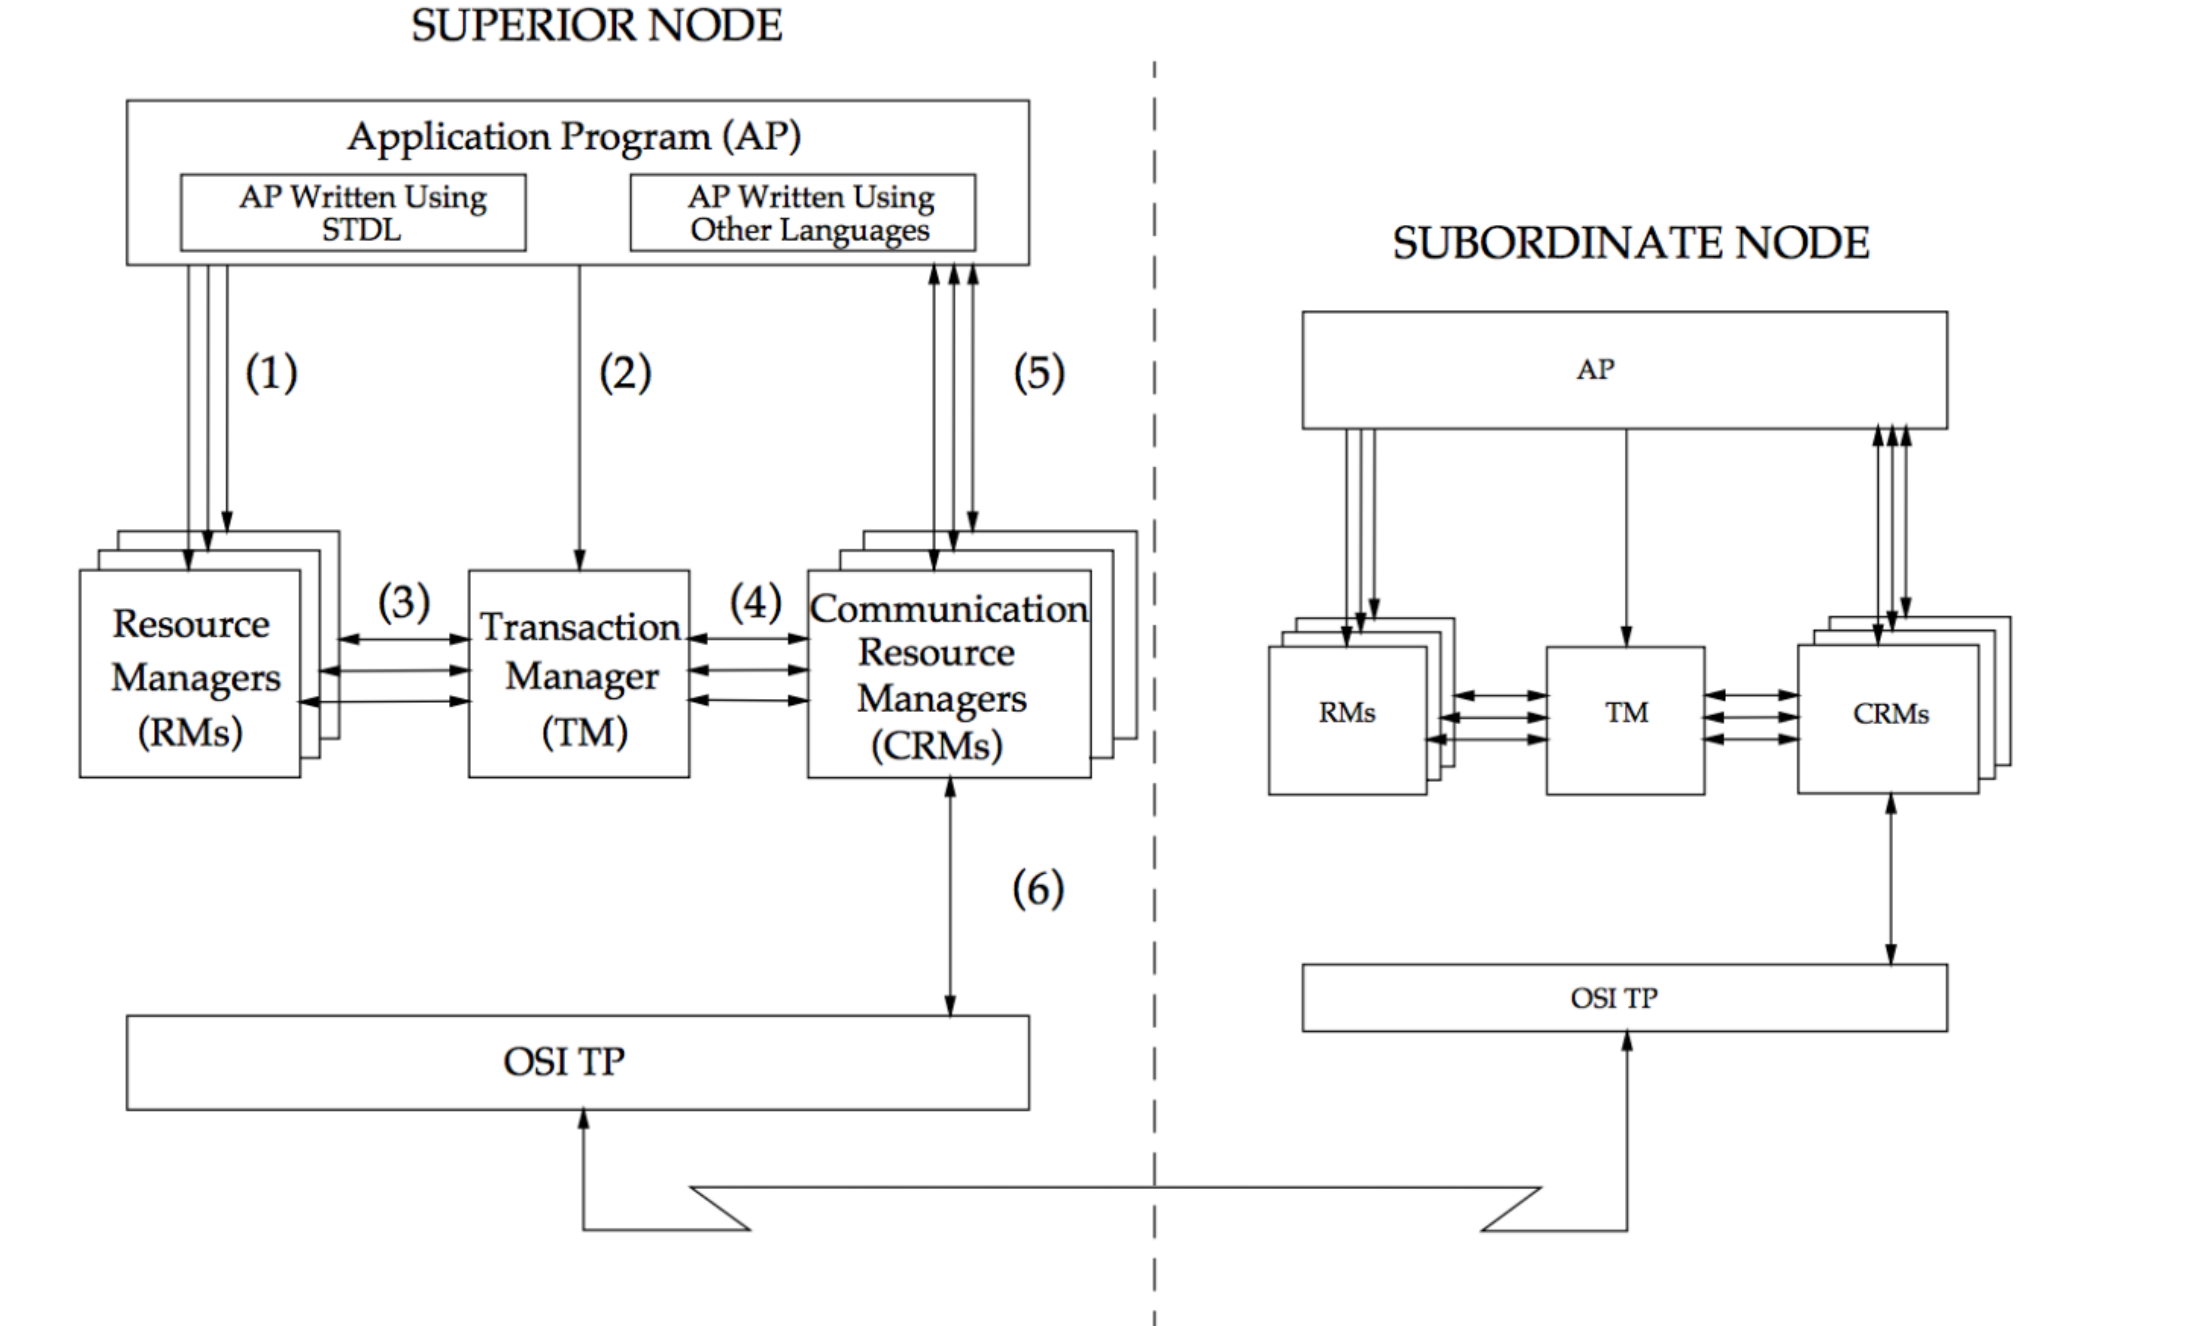 SUPERIOR NODE
Application Program (AP)
AP Written Using
STDL
AP Written Using
Other Languages
(1)
(2)
(5)
Resource
Managers
(RMs)
(3)
Transaction
Manager
(TM)
(4)
Communication
Resource
Managers
(CRMs)
(6)
OSI TP
SUBORDINATE NODE
AP
RMs
TM
CRMs
OSI TP